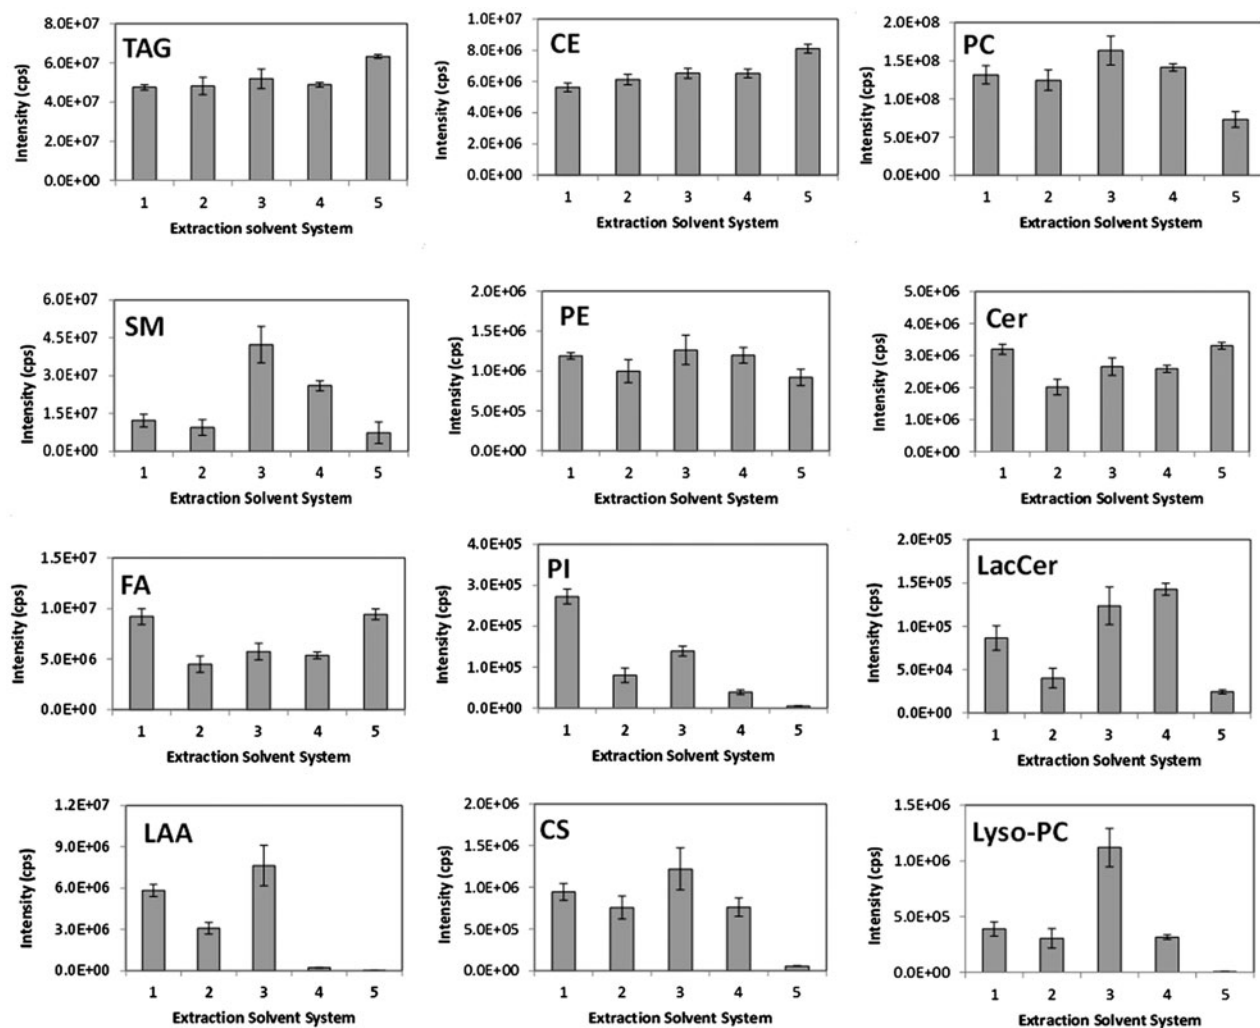 TAG
Intensity (cps)
8.0E+07
6.0E+07
4.0E+07
2.0E+07
0.0E+00
1 2 3 4 5
Extraction solvent System
CE
Intensity (cps)
1.0E+07
8.0E+06
6.0E+06
4.0E+06
2.0E+06
0.0E+00
1 2 3 4 5
Extraction Solvent System
PC
Intensity (cps)
2.0E+08
1.5E+08
1.0E+08
5.0E+07
0.0E+00
1 2 3 4 5
Extraction Solvent System
SM
Intensity (cps)
6.0E+07
4.5E+07
3.0E+07
1.5E+07
0.0E+00
1 2 3 4 5
Extraction Solvent System
PE
Intensity (cps)
2.0E+06
1.5E+06
1.0E+06
5.0E+05
0.0E+00
1 2 3 4 5
Extraction Solvent System
Cer
Intensity (cps)
5.0E+06
4.0E+06
3.0E+06
2.0E+06
1.0E+06
0.0E+00
1 2 3 4 5
Extraction Solvent System
FA
Intensity (cps)
1.5E+07
1.0E+07
5.0E+06
0.0E+00
1 2 3 4 5
Extraction Solvent System
PI
Intensity (cps)
4.0E+05
3.0E+05
2.0E+05
1.0E+05
0.0E+00
1 2 3 4 5
Extraction Solvent System
LacCer
Intensity (cps)
2.0E+05
1.5E+05
1.0E+05
5.0E+04
0.0E+00
1 2 3 4 5
Extraction Solvent System
LAA
Intensity (cps)
1.2E+07
9.0E+06
6.0E+06
3.0E+06
0.0E+00
1 2 3 4 5
Extraction Solvent System
CS
Intensity (cps)
2.0E+06
1.5E+06
1.0E+06
5.0E+05
0.0E+00
1 2 3 4 5
Extraction Solvent System
Lyso-PC
Intensity (cps)
1.5E+06
1.0E+06
5.0E+05
0.0E+00
1 2 3 4 5
Extraction Solvent System